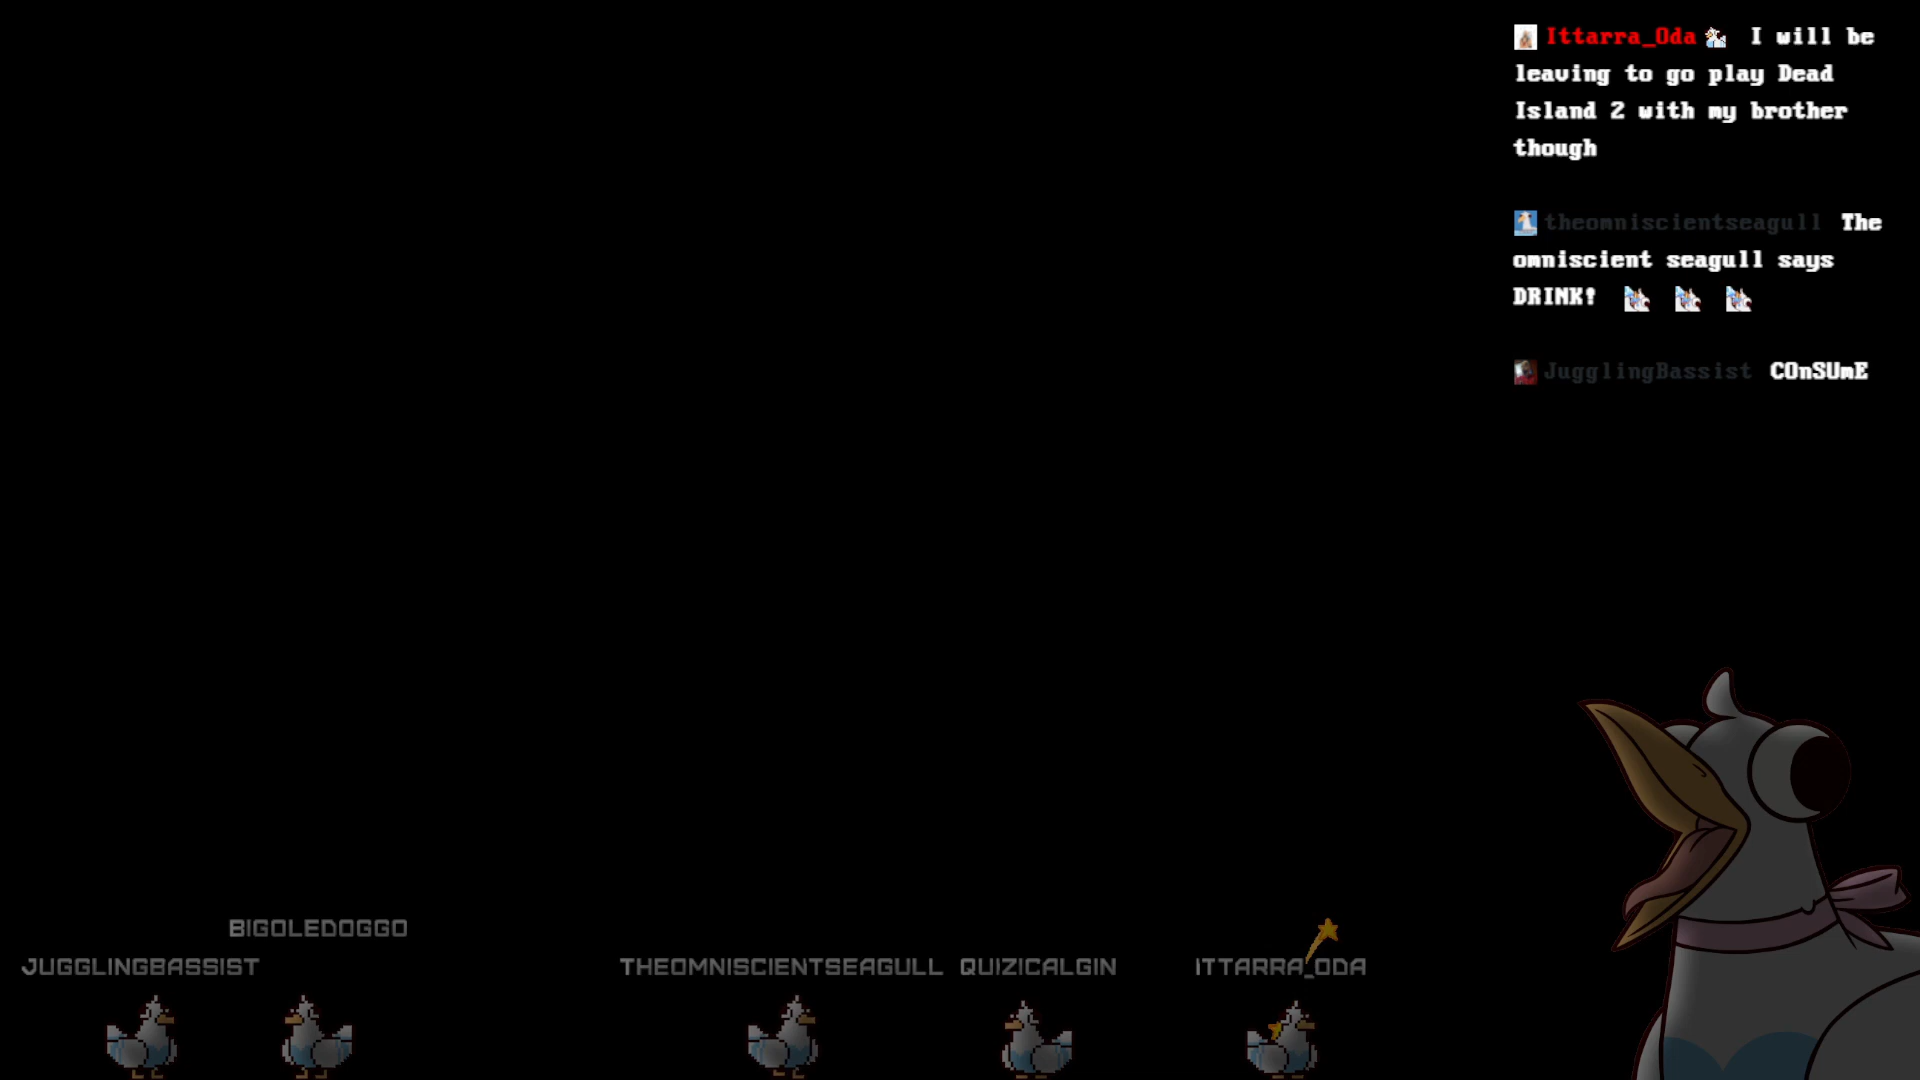 Ittarra_Oda I will be
leaving to go play Dead
Island 2 with my brother
though
theomniscientseagull The
omniscient seagull says
DRINK!
JugglingBassist COnSUmE
BIGOLEDOGGO
JUGGLINGBASSIST
THEOMNISCIENTSEAGULL
QUIZICALGIN
ITTARRA_ODA